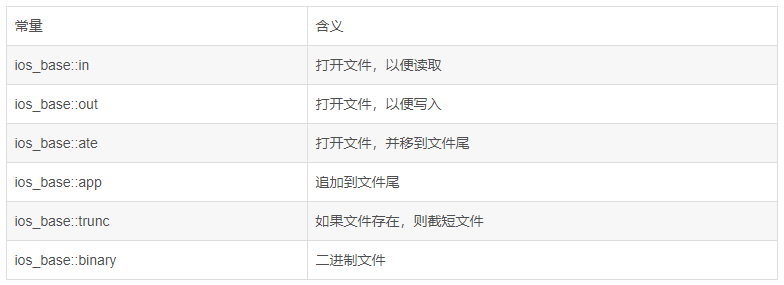 常量 含义
ios_base::in 打开文件，以便读取
ios_base::out 打开文件，以便写入
ios_base::ate 打开文件，并移到文件尾
ios_base::app 追加到文件尾
ios_base::trunc 如果文件存在，则截短文件
ios_base::binary 二进制文件